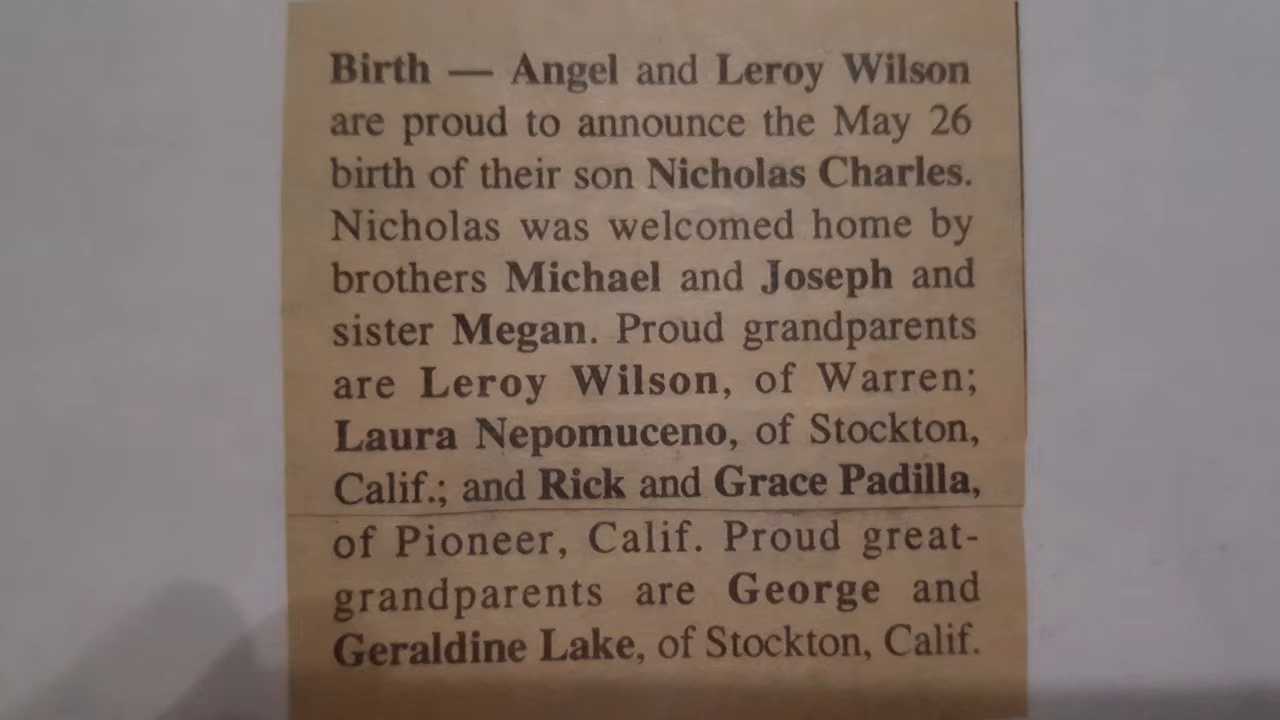 Birth — Angel and Leroy Wilson
are proud to announce the May 26
birth of their son Nicholas Charles.
Nicholas was welcomed home by
brothers Michael and Joseph and
sister Megan. Proud grandparents
are Leroy Wilson, of Warren;
Laura Nepomuceno, of Stockton,
Calif.; and Rick and Grace Padilla,
of Pioneer, Calif. Proud great-
grandparents are George and
Geraldine Lake, of Stockton, Calif.